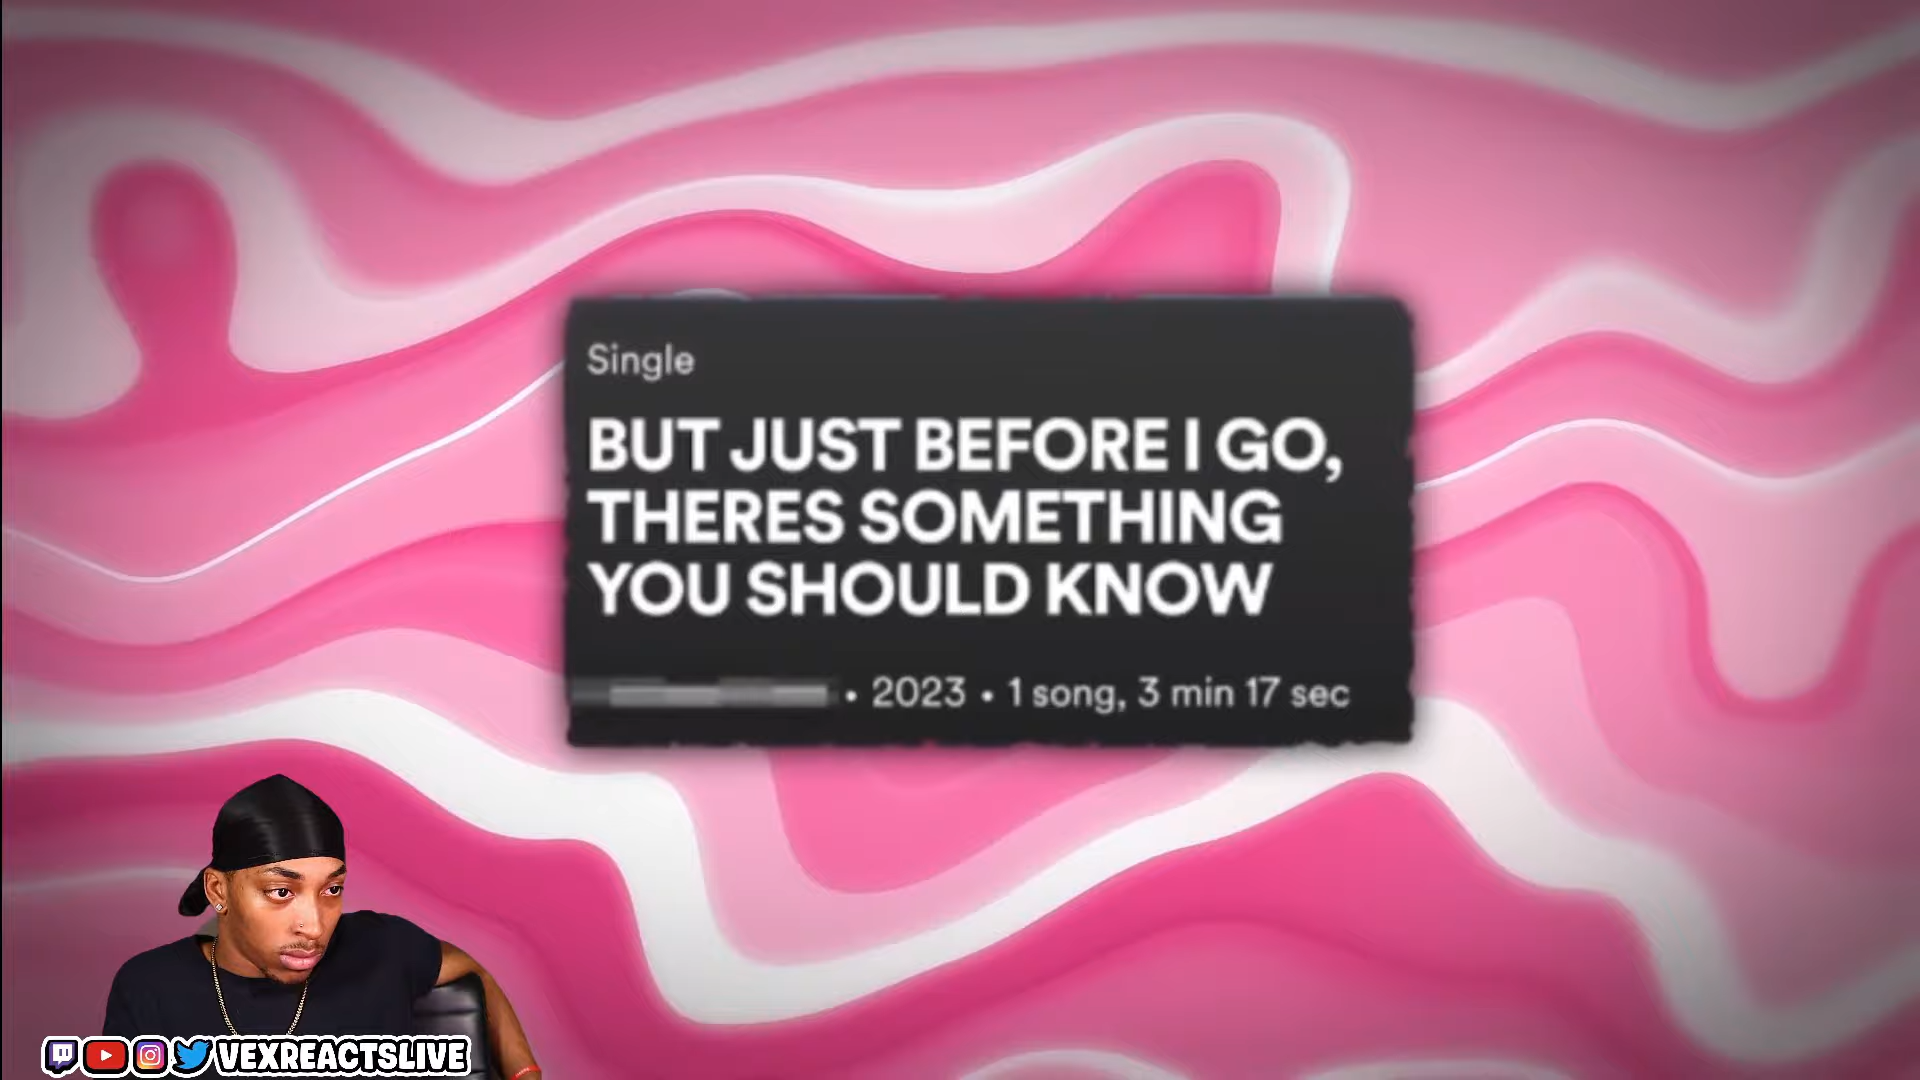 Single
BUT JUST BEFORE I GO,
THERES SOMETHING
YOU SHOULD KNOW
• 2023 • 1 song, 3 min 17 sec
VEXREACTSLIVE